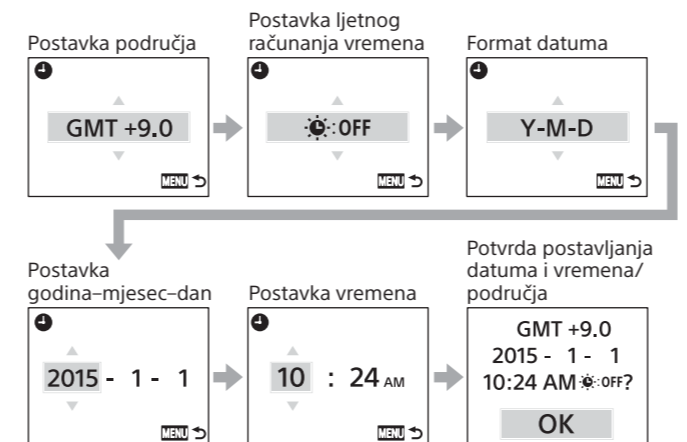 Postavka područja
GMT +9.0
MENU
Postavka ljetnog
računanja vremena
:OFF
MENU
Format datuma
Y-M-D
MENU
Postavka
godina–mjesec–dan
2015 - 1 - 1
MENU
Postavka vremena
10 : 24 AM
MENU
Potvrda postavljanja
datuma i vremena/
područja
GMT +9.0
2015 - 1 - 1
10:24 AM :OFF?
OK